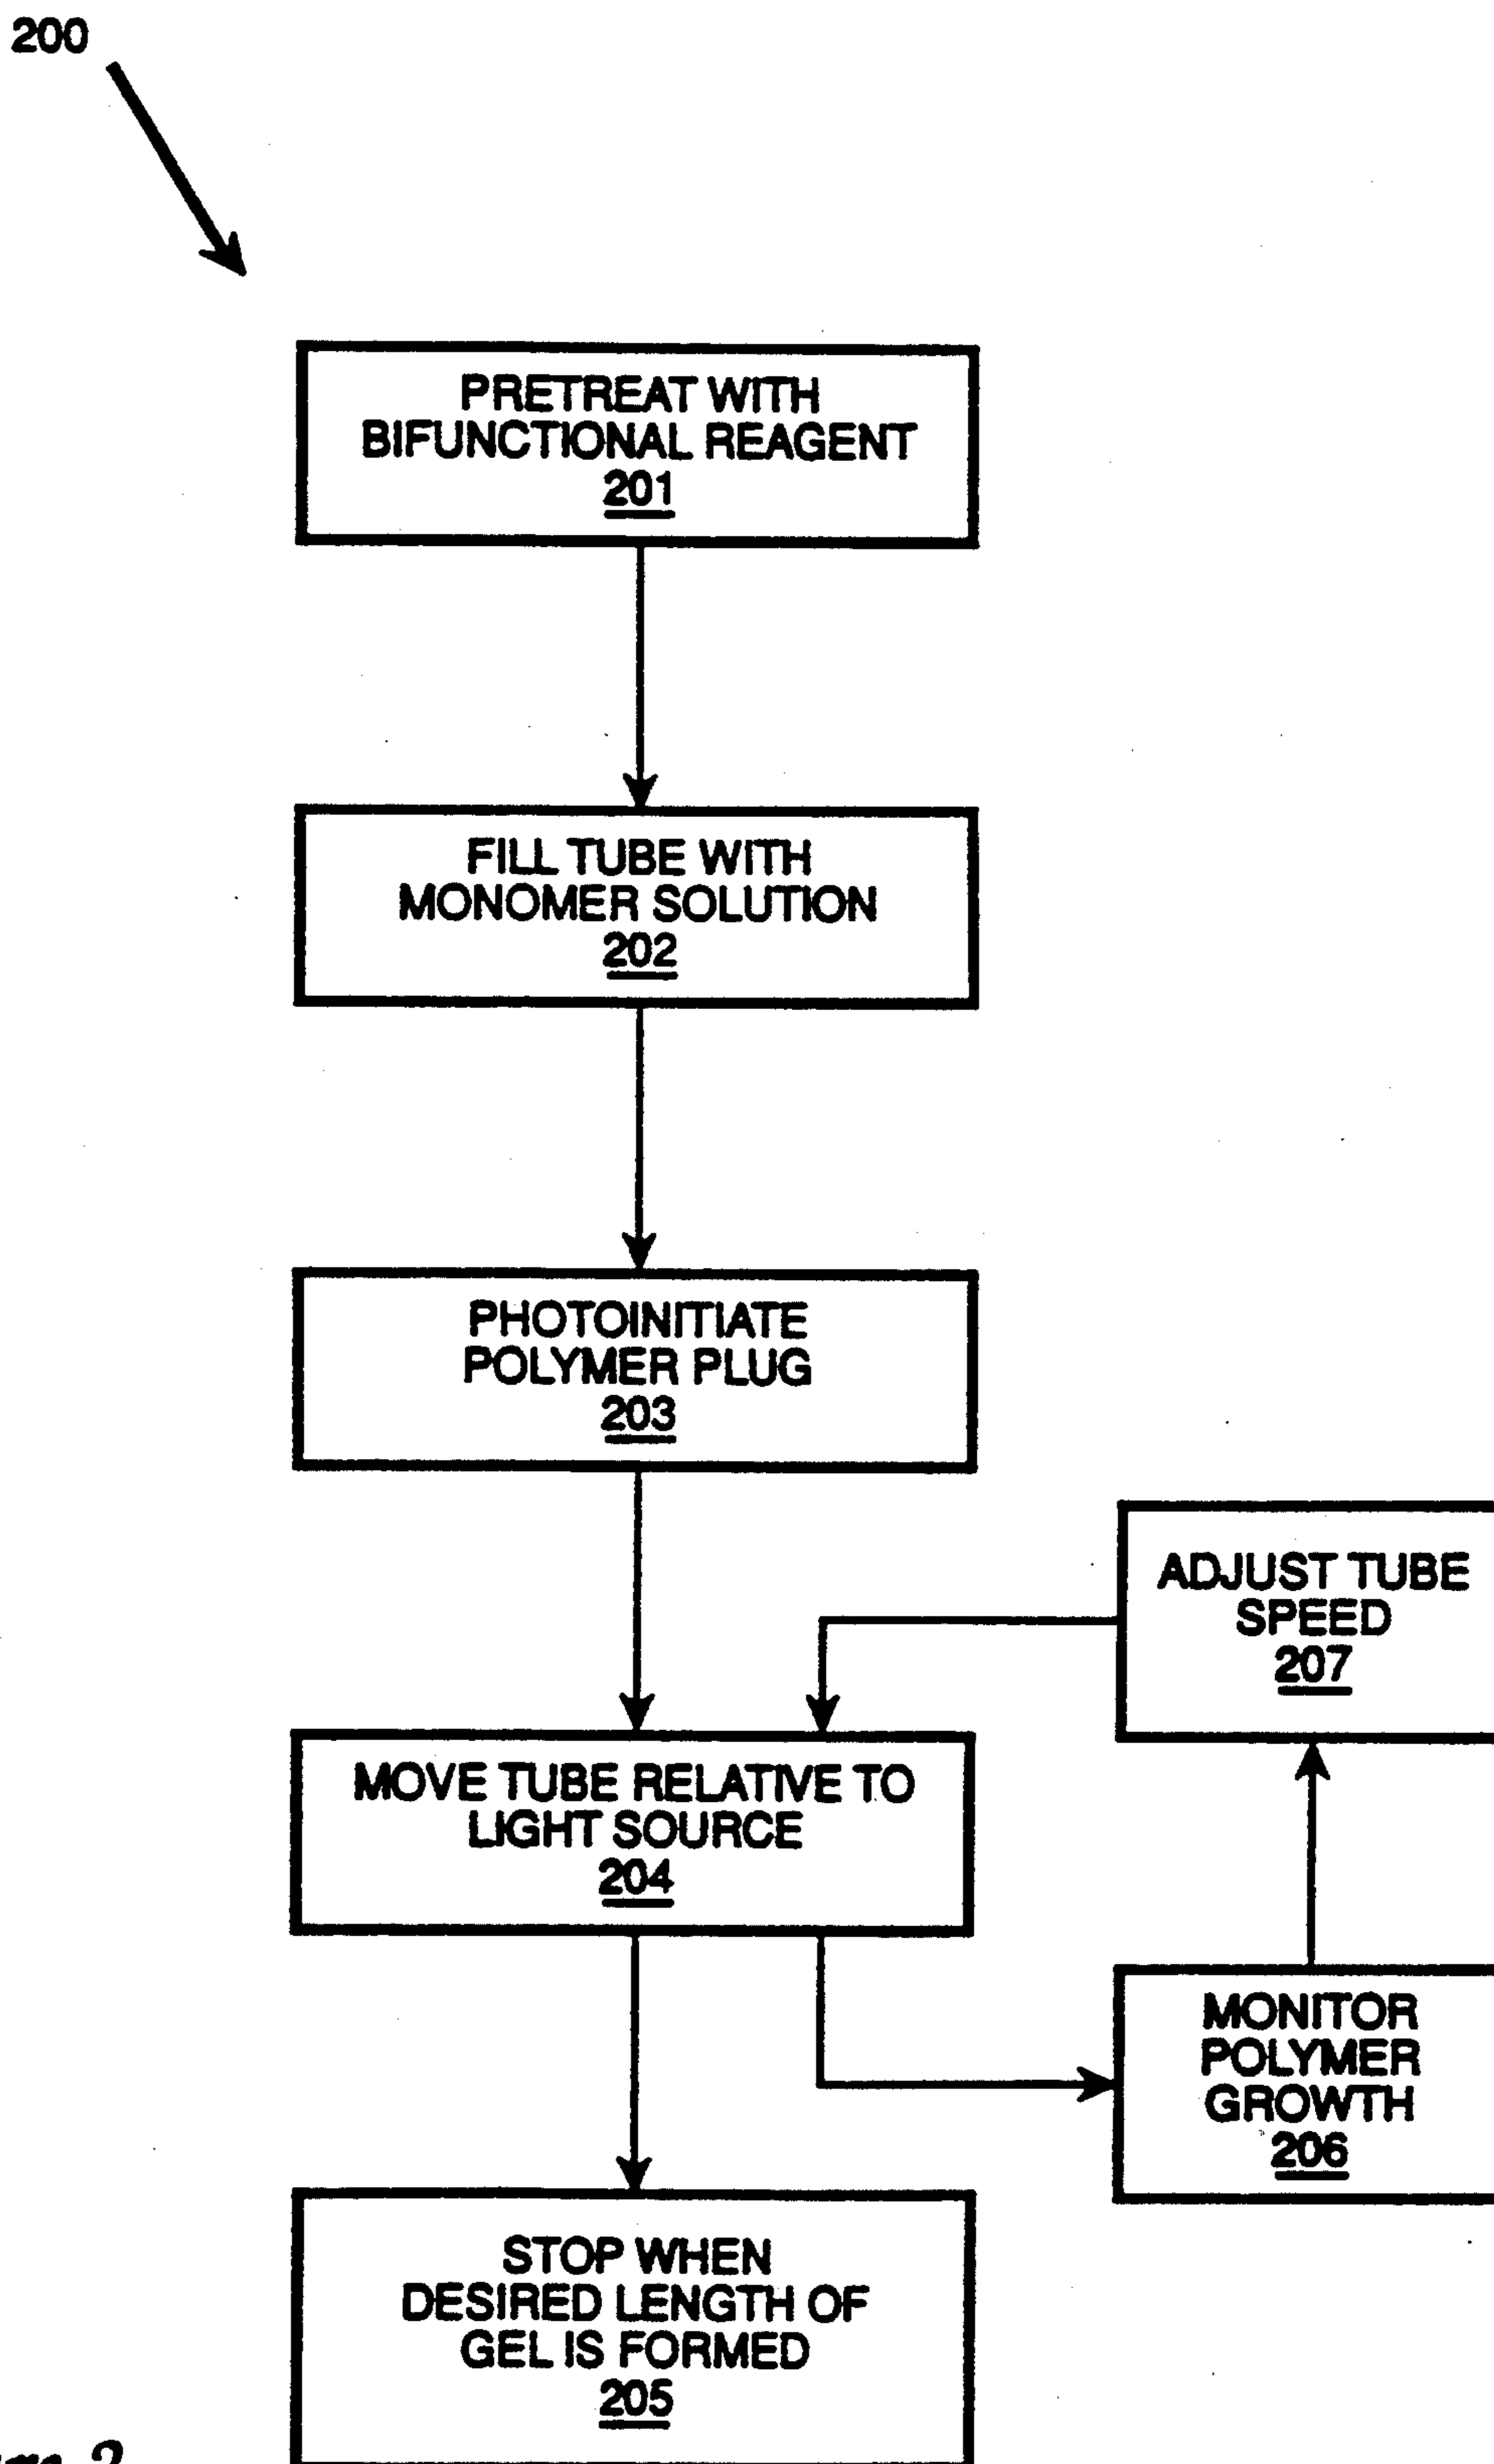 200
PRETREAT WITH
BIFUNCTIONAL REAGENT
201
FILL TUBE WITH
MONOMER SOLUTION
202
PHOTOINITIATE
POLYMER PLUG
203
ADJUST TUBE
SPEED
207
MOVE TUBE RELATIVE TO
LIGHT SOURCE
204
MONITOR
POLYMER
GROWTH
206
STOP WHEN
DESIRED LENGTH OF
GEL IS FORMED
205